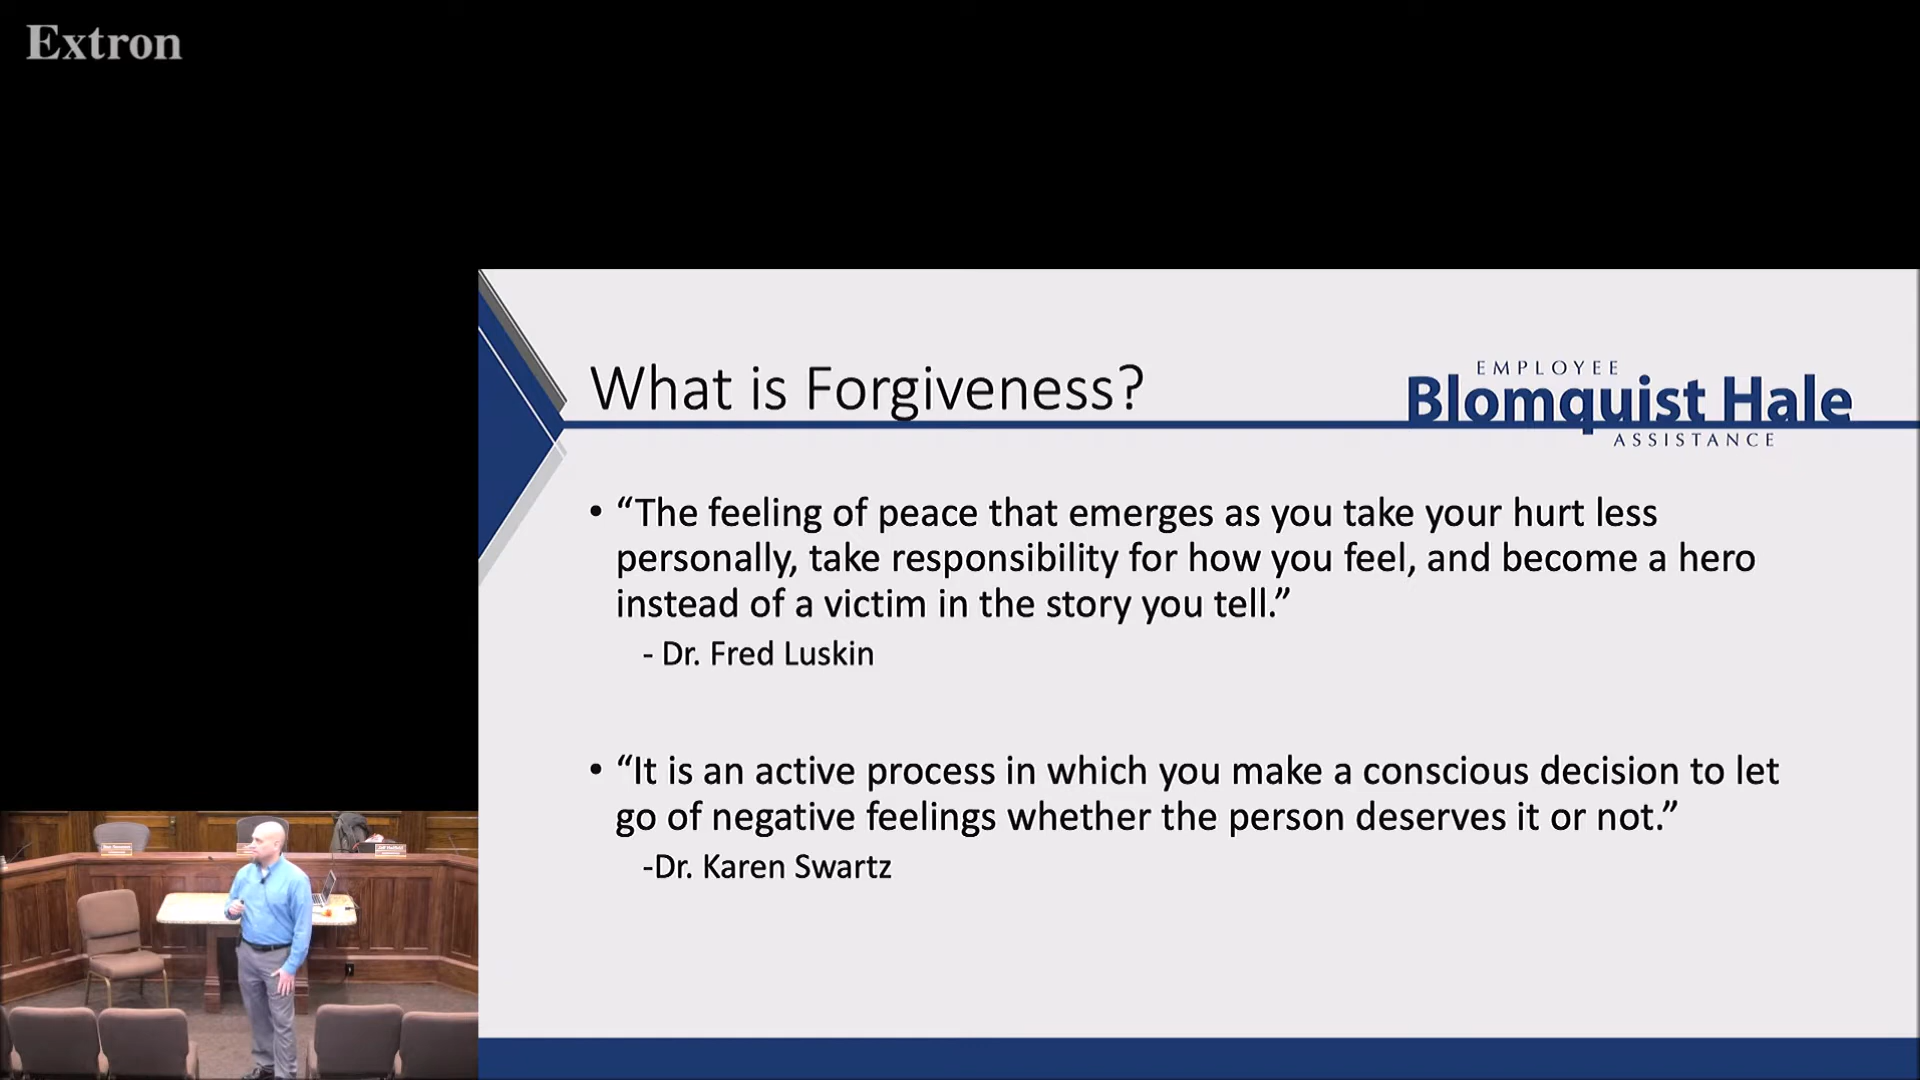 Extron
What is Forgiveness?
EMPLOYEE
Blomquist Hale
ASSISTANCE
• “The feeling of peace that emerges as you take your hurt less
personally, take responsibility for how you feel, and become a hero
instead of a victim in the story you tell.”
- Dr. Fred Luskin
• “It is an active process in which you make a conscious decision to let
go of negative feelings whether the person deserves it or not.”
-Dr. Karen Swartz